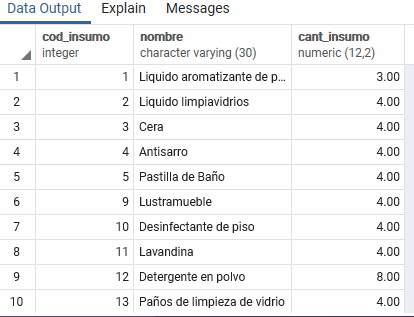 Data Output Explain Messages
cod_insumo nombre cant_insumo
integer character varying (30) numeric (12,2)
1 1 Liquido aromatizante de p... 3.00
2 2 Liquido limpiavidrios 4.00
3 3 Cera 4.00
4 4 Antisarro 4.00
5 5 Pastilla de Baño 4.00
6 9 Lustramueble 4.00
7 10 Desinfectante de piso 4.00
8 11 Lavandina 4.00
9 12 Detergente en polvo 8.00
10 13 Paños de limpieza de vidrio 4.00